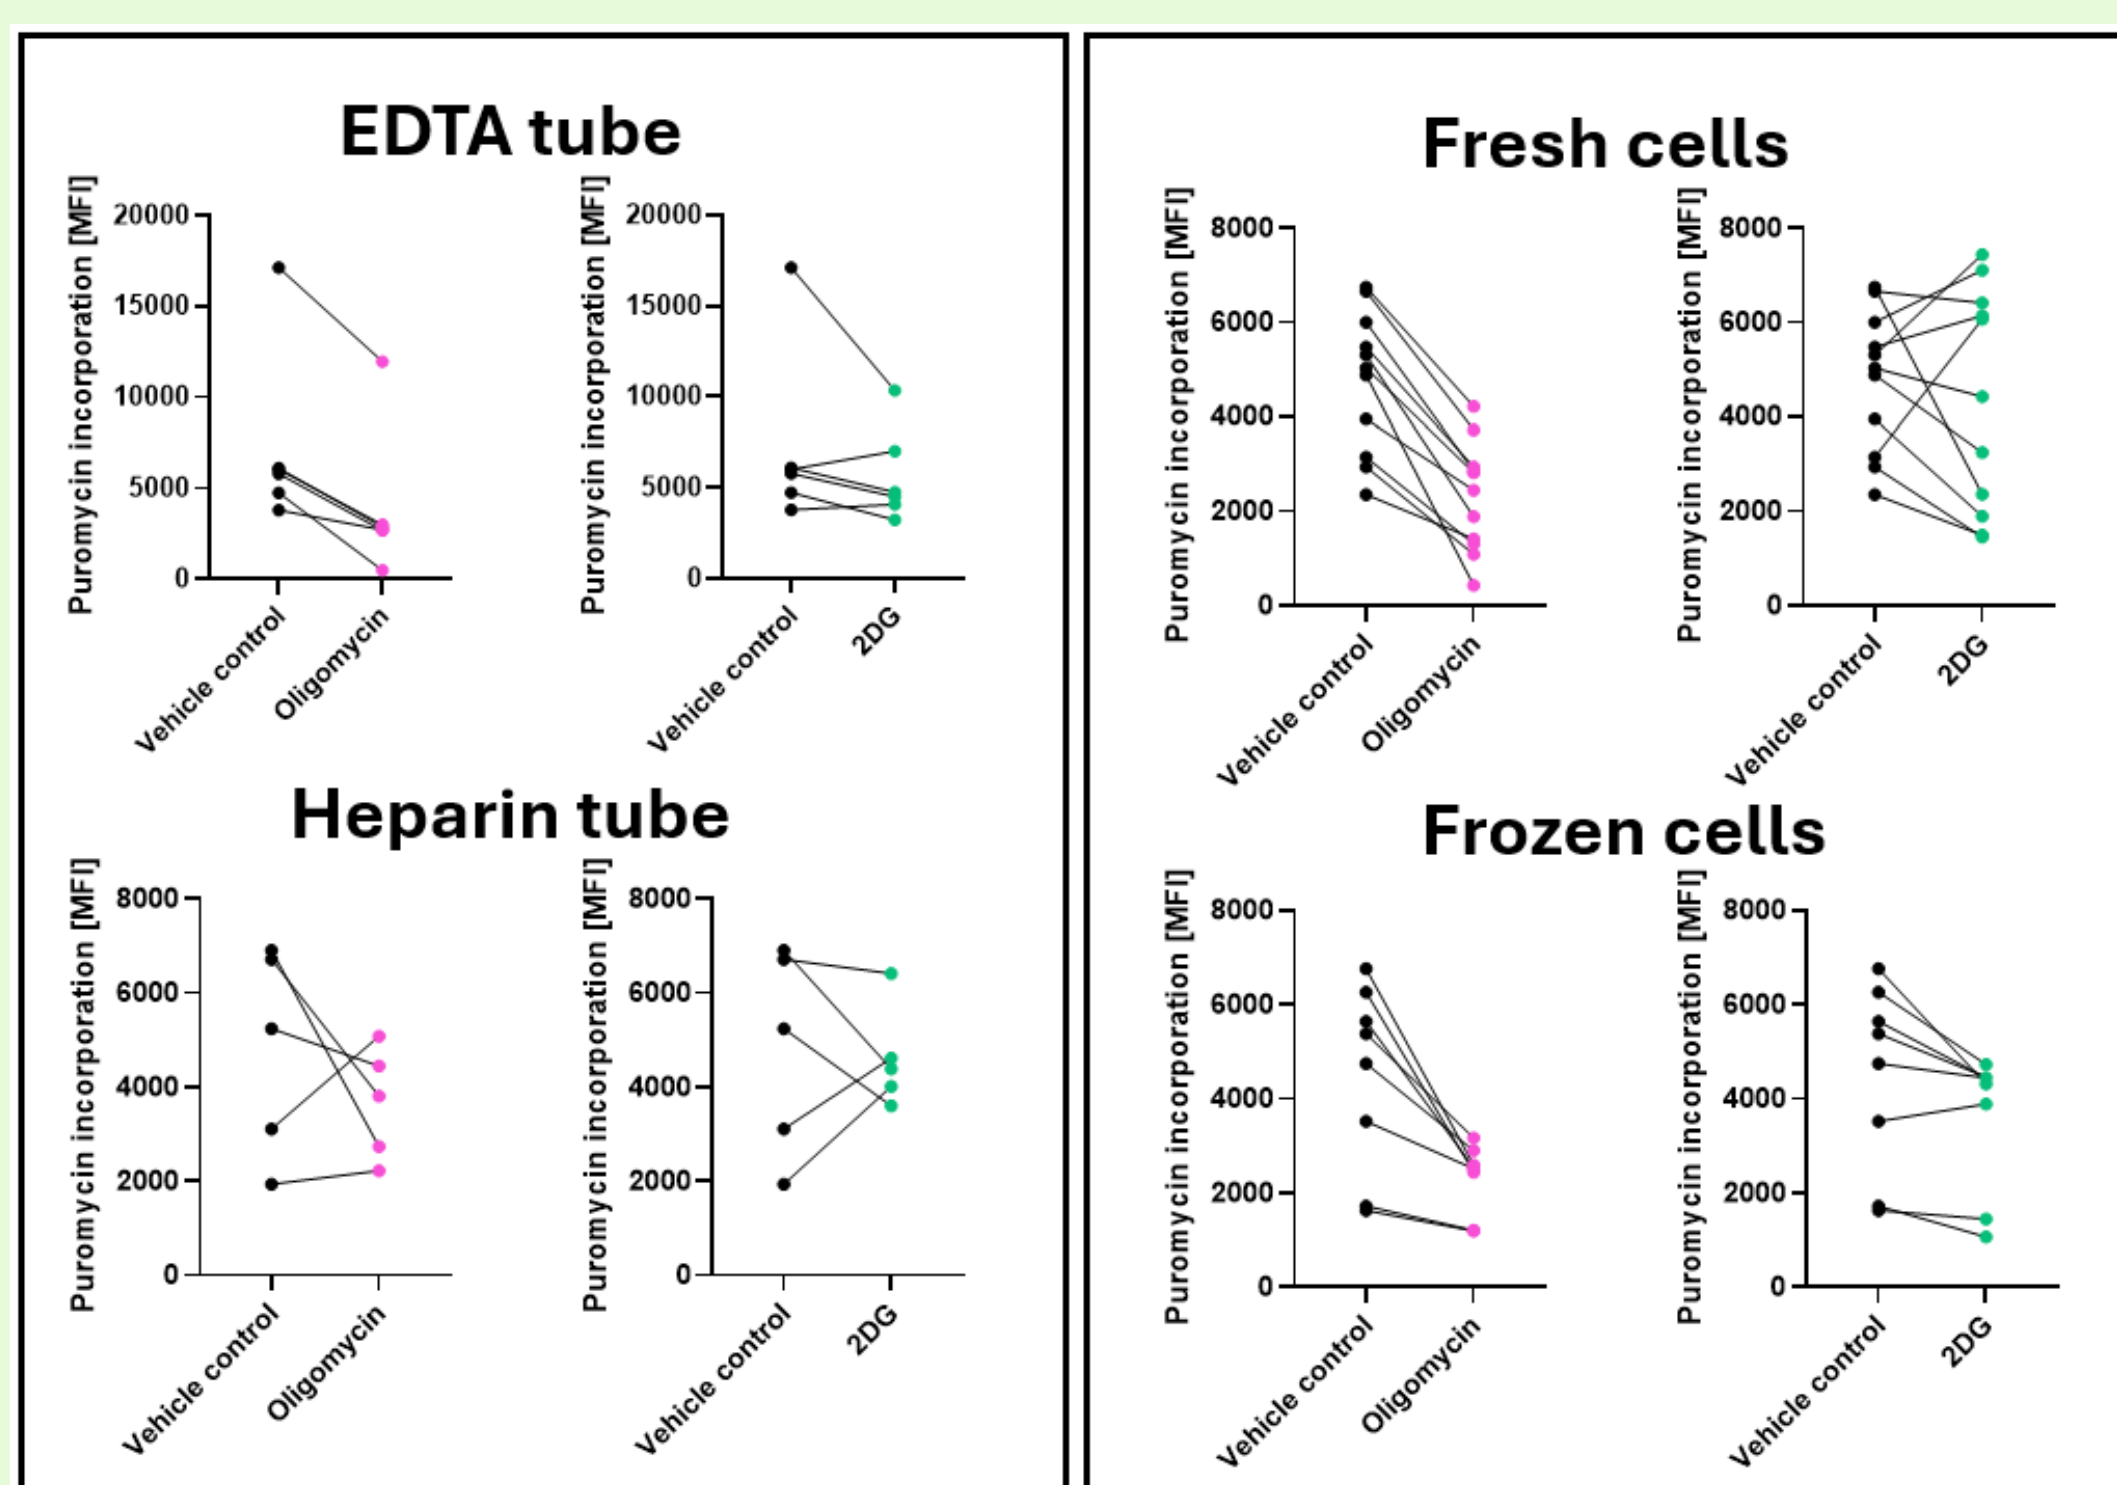 EDTA tube
Puromycin incorporation [MFI]
20000
15000
10000
5000
0
Vehicle control
Oligomycin
Puromycin incorporation [MFI]
20000
15000
10000
5000
0
Vehicle control
2DG
Heparin tube
Puromycin incorporation [MFI]
8000
6000
4000
2000
0
Vehicle control
Oligomycin
Puromycin incorporation [MFI]
8000
6000
4000
2000
0
Vehicle control
2DG
Fresh cells
Puromycin incorporation [MFI]
8000
6000
4000
2000
0
Vehicle control
Oligomycin
Puromycin incorporation [MFI]
8000
6000
4000
2000
0
Vehicle control
2DG
Frozen cells
Puromycin incorporation [MFI]
8000
6000
4000
2000
0
Vehicle control
Oligomycin
Puromycin incorporation [MFI]
8000
6000
4000
2000
0
Vehicle control
2DG